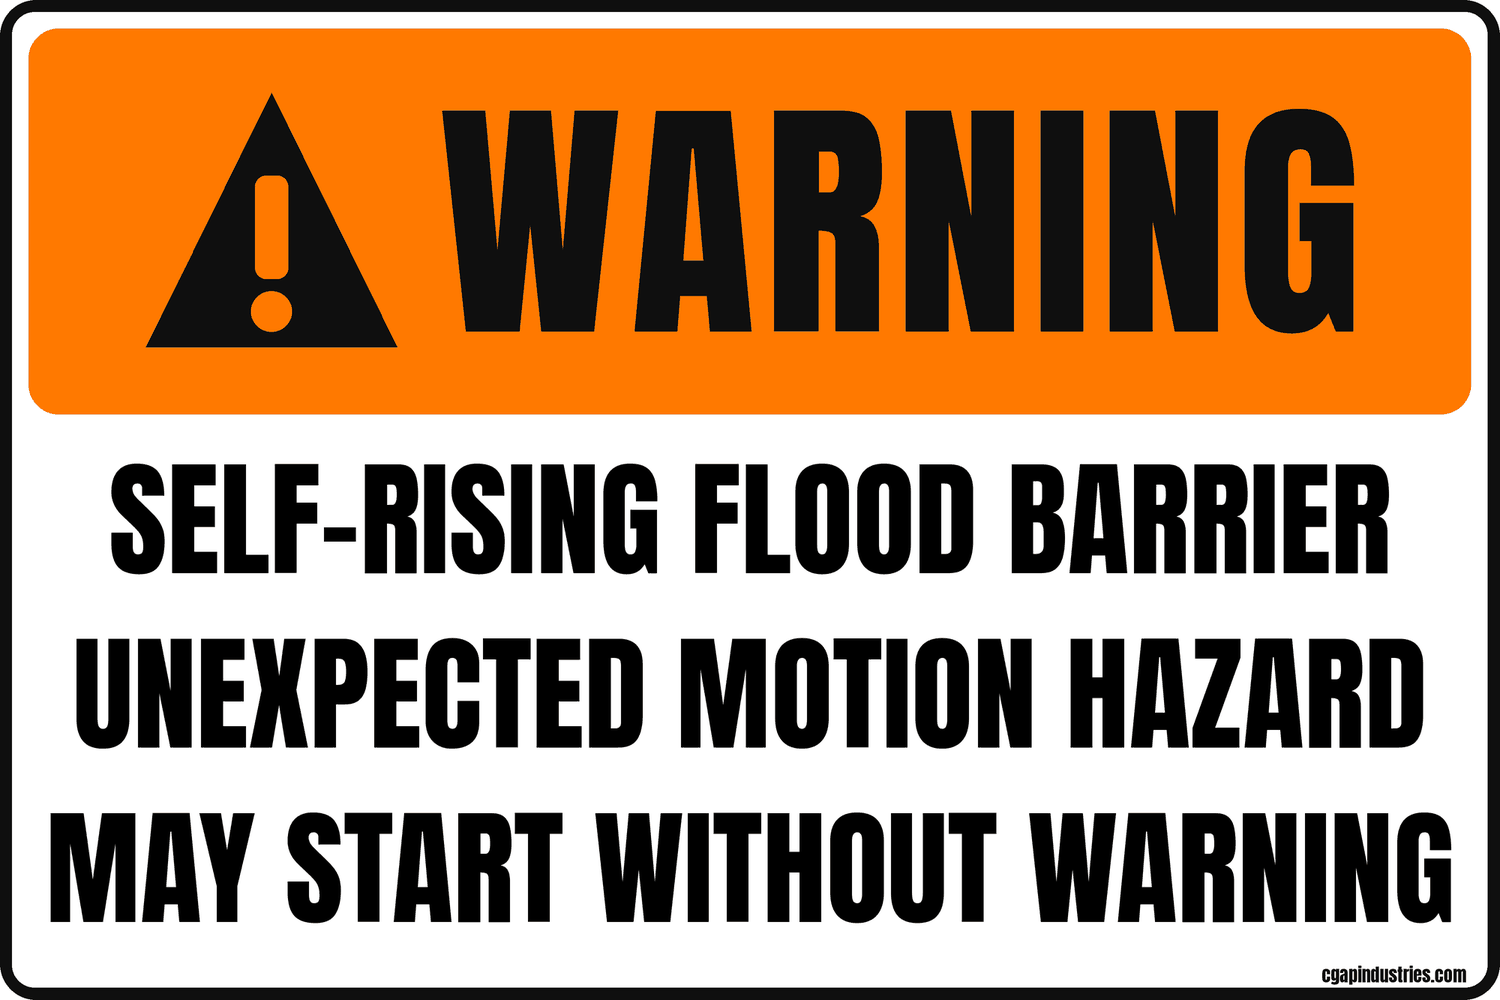 WARNING
SELF-RISING FLOOD BARRIER
UNEXPECTED MOTION HAZARD
MAY START WITHOUT WARNING
cgapindustries.com